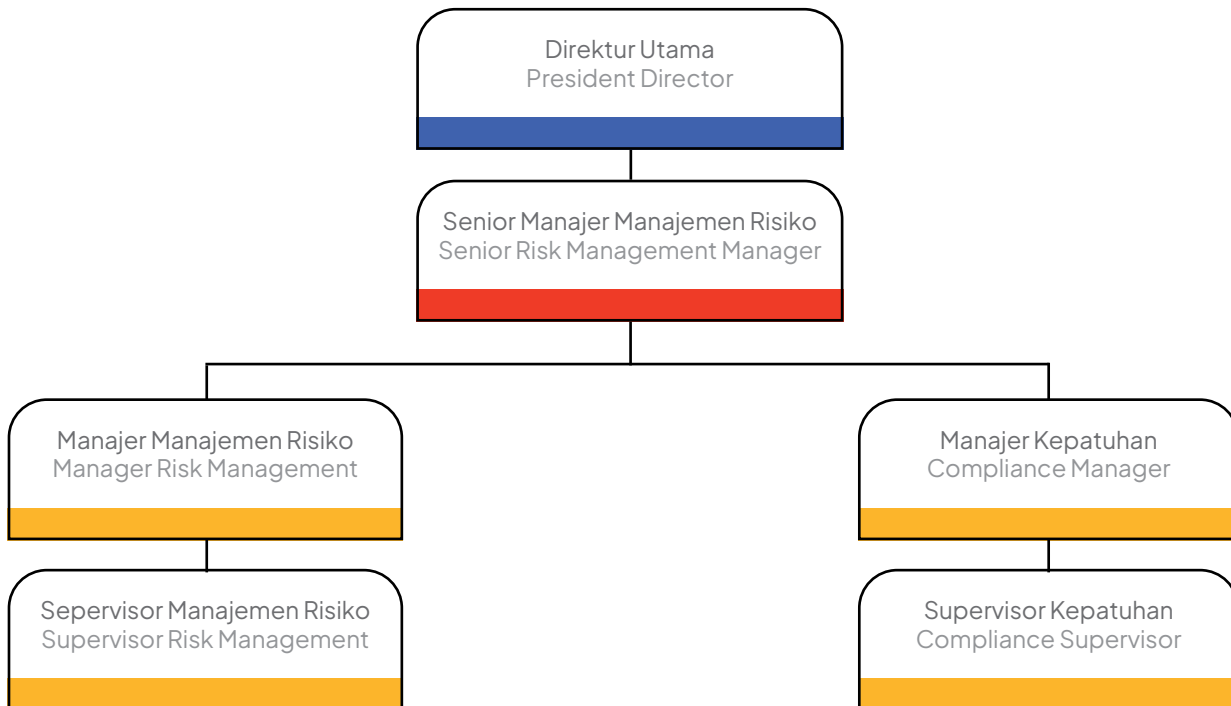 Direktur Utama
President Director
Senior Manajer Manajemen Risiko
Senior Risk Management Manager
Manajer Manajemen Risiko
Manager Risk Management
Manajer Kepatuhan
Compliance Manager
Sepervisor Manajemen Risiko
Supervisor Risk Management
Supervisor Kepatuhan
Compliance Supervisor